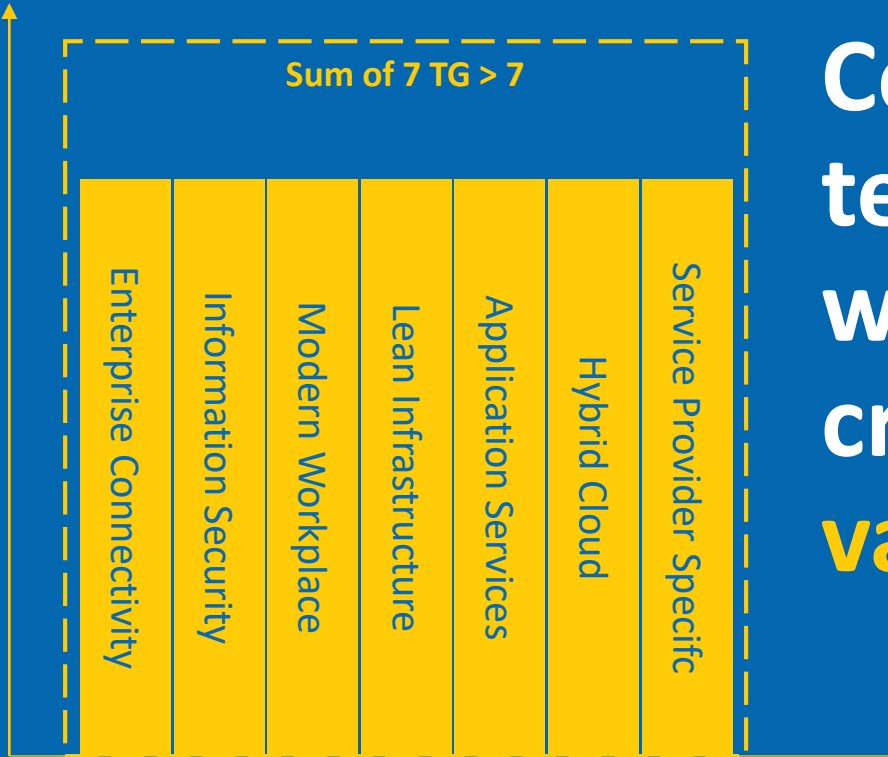 Sum of 7 TG > 7
Enterprise Connectivity
Information Security
Modern Workplace
Lean Infrastructure
Application Services
Hybrid Cloud
Service Provider Specifc